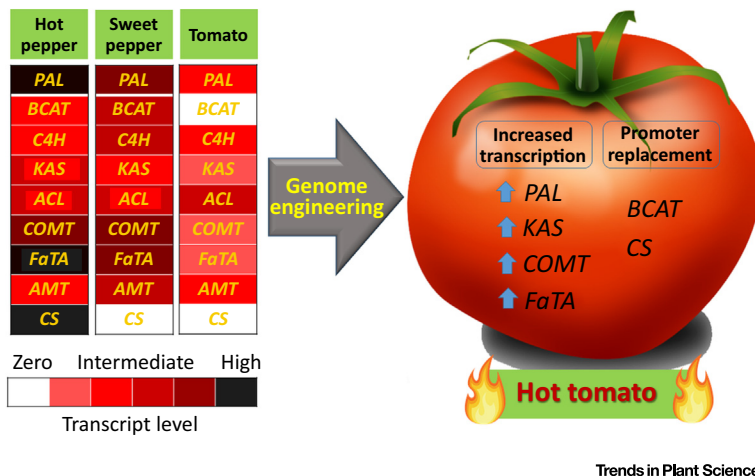 Hot pepper
Sweet pepper
Tomato
PAL PAL PAL
BCAT BCAT BCAT
C4H C4H C4H
KAS KAS KAS
ACL ACL ACL
COMT COMT COMT
FaTA FaTA FaTA
AMT AMT AMT
CS CS CS
Zero Intermediate High
Transcript level
Genome
engineering
Increased
transcription
PAL
KAS
COMT
FaTA
Promoter
replacement
BCAT
CS
Hot tomato
Trends in Plant Science